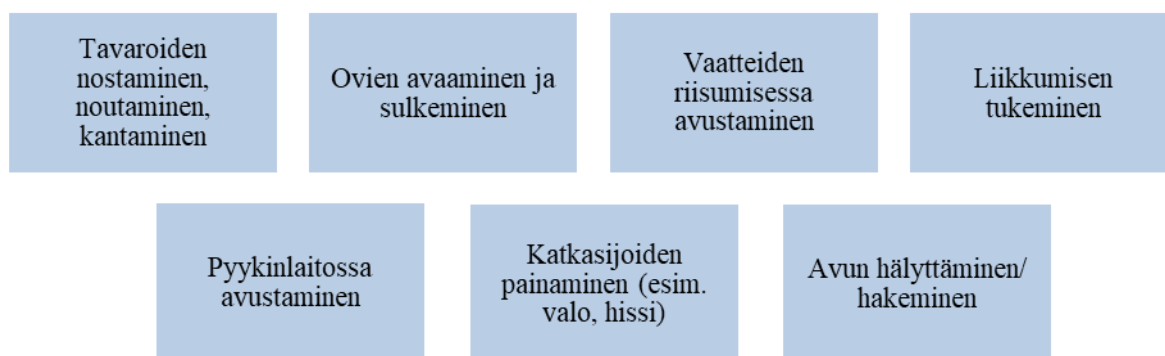 Tavaroiden
nostaminen,
noutaminen,
kantaminen
Ovien avaaminen ja
sulkeminen
Vaatteiden
riisumisessa
avustaminen
Liikkumisen
tukeminen
Pyykinlaitossa
avustaminen
Katkasijoiden
painaminen (esim.
valo, hissi)
Avun hälyttäminen/
hakeminen